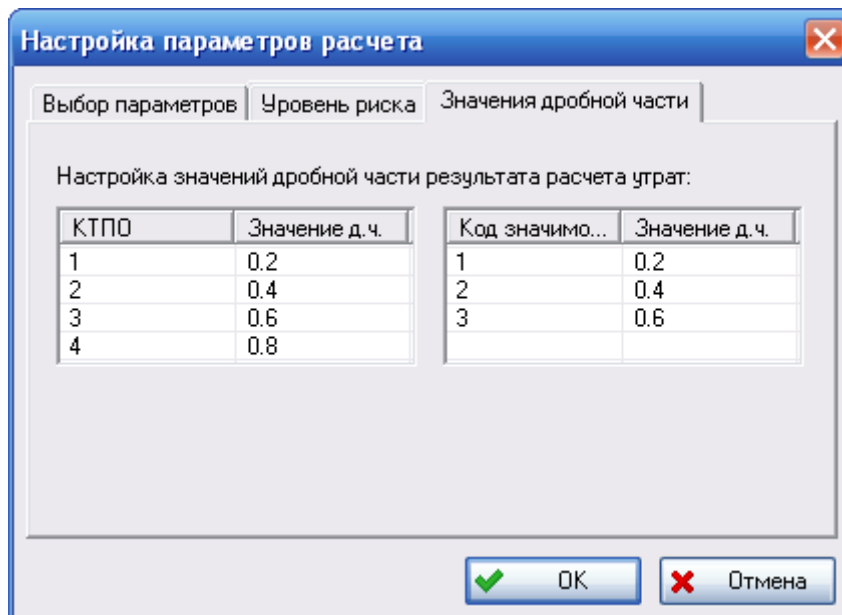 Настройка параметров расчета
Выбор параметров Уровень риска Значения дробной части
Настройка значений дробной части результата расчета утрат:
КТПО Значение д.ч. Код значимо... Значение д.ч.
1 0.2 1 0.2
2 0.4 2 0.4
3 0.6 3 0.6
4 0.8
OK Отмена